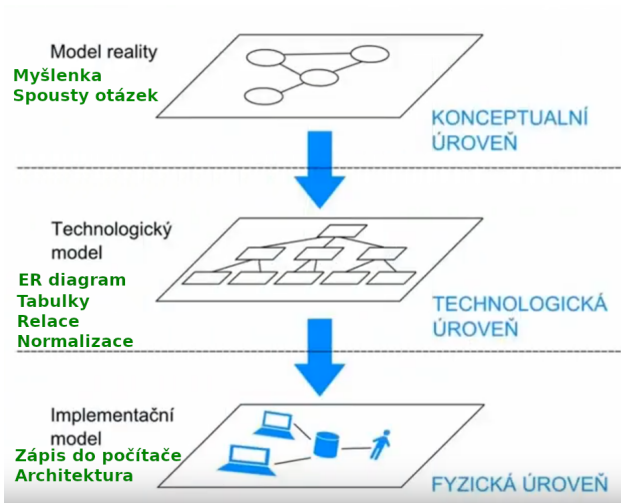 Model reality
Myšlenka
Spousty otázek
KONCEPTUALNÍ
ÚROVEŇ
Technologický
model
ER diagram
Tabulky
Relace
Normalizace
TECHNOLOGICKÁ
ÚROVEŇ
Implementační
model
Zápis do počítače
Architektura
FYZICKÁ ÚROVEŇ